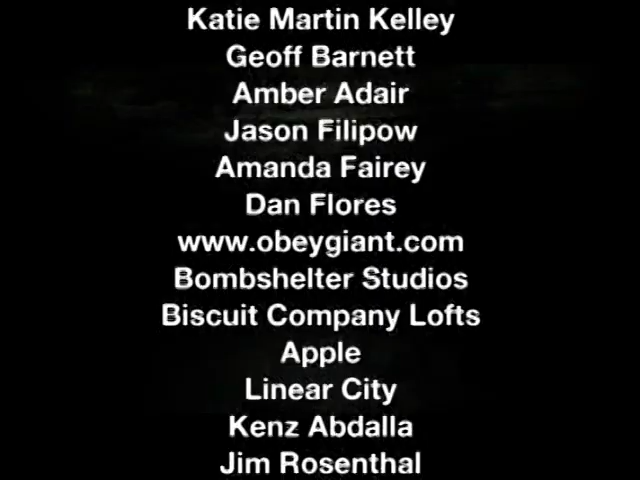 Katie Martin Kelley
Geoff Barnett
Amber Adair
Jason Filipow
Amanda Fairey
Dan Flores
www.obeygiant.com
Bombshelter Studios
Biscuit Company Lofts
Apple
Linear City
Kenz Abdalla
Jim Rosenthal